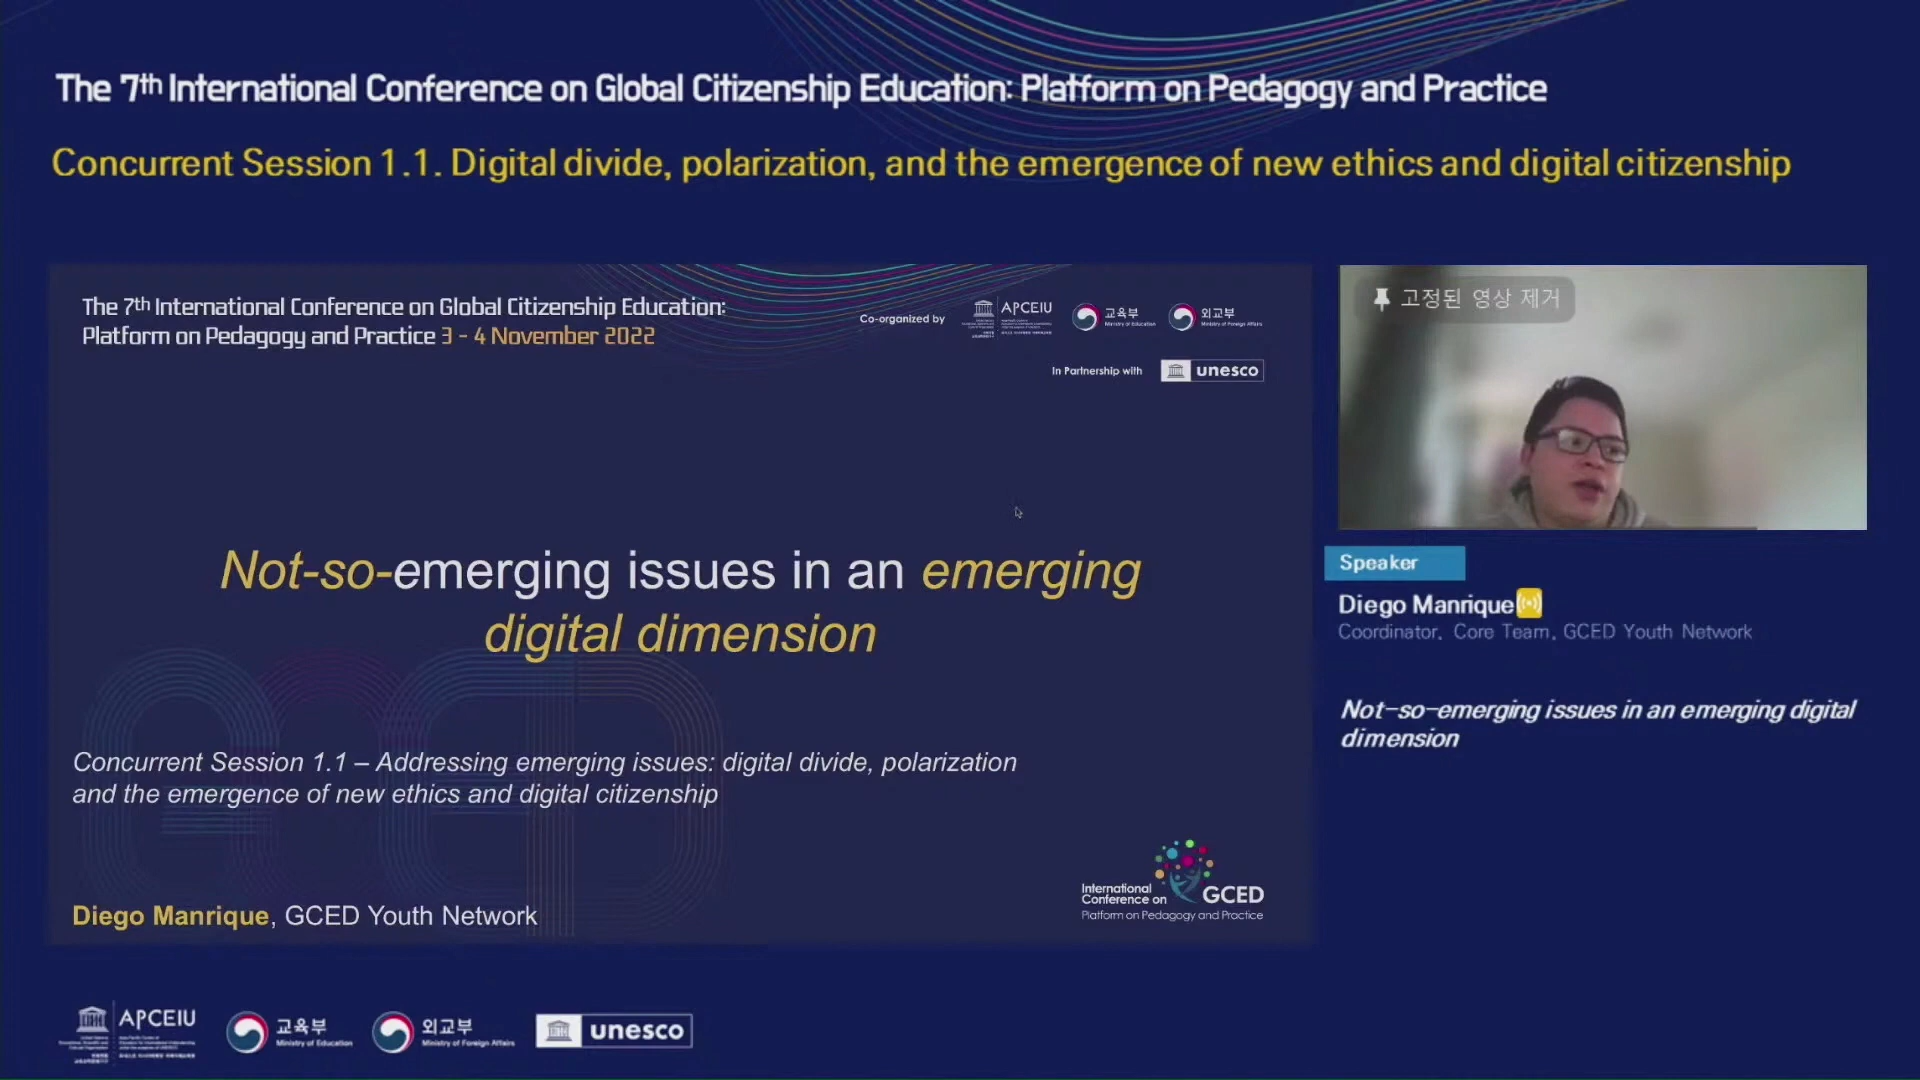 The 7th International Conference on Global Citizenship Education: Platform on Pedagogy and Practice
Concurrent Session 1.1. Digital divide, polarization, and the emergence of new ethics and digital citizenship
The 7th International Conference on Global Citizenship Education:
Platform on Pedagogy and Practice 3 - 4 November 2022
Co-organized by
APCEIU
교육부
Ministry of Education
외교부
Ministry of Foreign Affairs
In Partnership with
unesco
Not-so-emerging issues in an emerging
digital dimension
Concurrent Session 1.1 – Addressing emerging issues: digital divide, polarization
and the emergence of new ethics and digital citizenship
Diego Manrique, GCED Youth Network
International
Conference on GCED
Platform on Pedagogy and Practice
고정된 영상 제거
Speaker
Diego Manrique
Coordinator, Core Team, GCED Youth Network
Not-so-emerging issues in an emerging digital
dimension
APCEIU
교육부
Ministry of Education
외교부
Ministry of Foreign Affairs
unesco